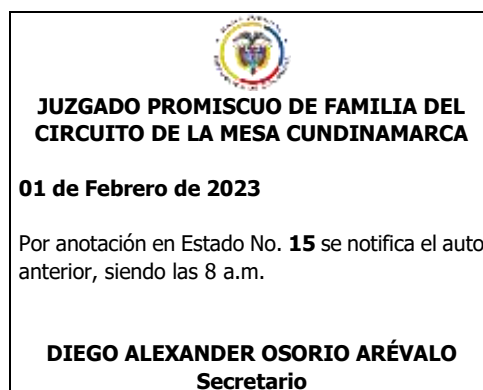 JUZGADO PROMISCUO DE FAMILIA DEL
CIRCUITO DE LA MESA CUNDINAMARCA
01 de Febrero de 2023
Por anotación en Estado No. 15 se notifica el auto
anterior, siendo las 8 a.m.
DIEGO ALEXANDER OSORIO ARÉVALO
Secretario